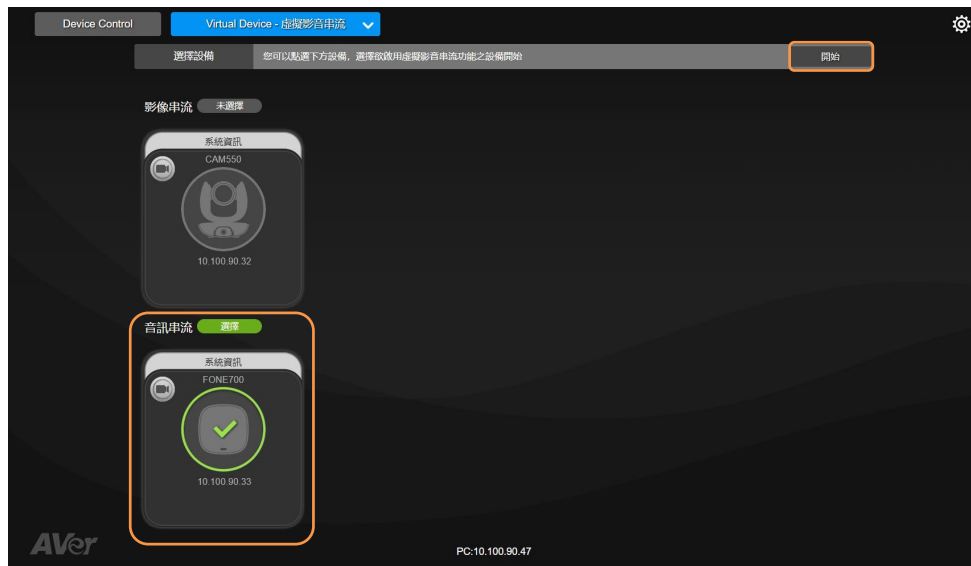 Device Control
Virtual Device - 虛擬影音串流
選擇設備
您可以點選下方設備，選擇欲啟用虛擬影音串流功能之設備開始
開始
影像串流 未選擇
系統資訊
CAM550
10.100.90.32
音訊串流 選擇
系統資訊
FONE700
10.100.90.33
AVer
PC:10.100.90.47